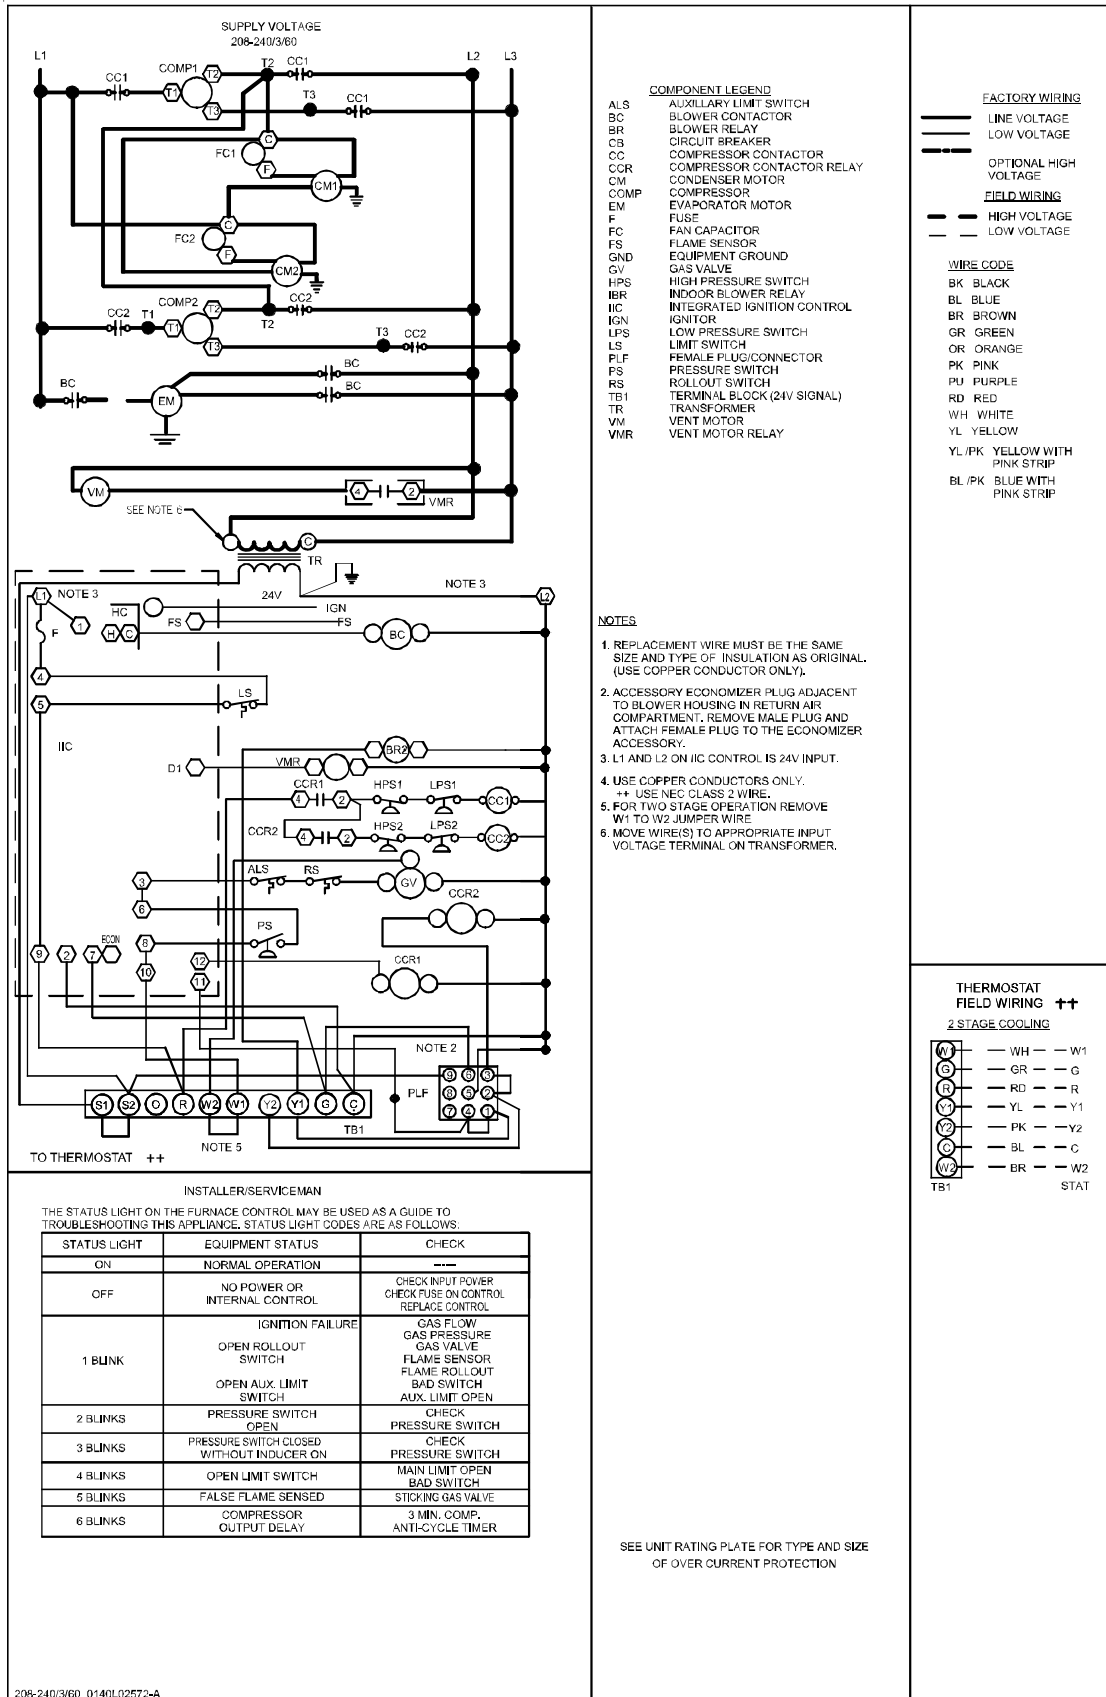 SUPPLY VOLTAGE
208-240/3/60
L1
L2
L3
CC1
COMP1
T2
T2
CC1
T1
T3
T3
CC1
C
FC1
F
CM1
C
FC2
F
CM2
CC2
T1
COMP2
T1
T2
T2
CC2
T3
T3
CC2
BC
EM
BC
BC
VM
4
2
VMR
SEE NOTE 6
C
TR
24V
NOTE 3
L1
NOTE 3
L2
F
1
HC
H
C
IGN
FS
FS
BC
4
5
LS
IIC
BR2
D1
VMR
CCR1
4
2
HPS1
LPS1
CC1
CCR2
4
2
HPS2
LPS2
CC2
ALS
RS
GV
3
6
CCR2
PS
9
2
7
ECON
8
10
12
11
CCR1
NOTE 2
PLF
9
6
3
8
5
2
7
4
1
S1
S2
O
R
W2
W1
Y2
Y1
G
C
TB1
NOTE 5
TO THERMOSTAT ++
INSTALLER/SERVICEMAN
THE STATUS LIGHT ON THE FURNACE CONTROL MAY BE USED AS A GUIDE TO
TROUBLESHOOTING THIS APPLIANCE. STATUS LIGHT CODES ARE AS FOLLOWS:
STATUS LIGHT EQUIPMENT STATUS CHECK
ON NORMAL OPERATION ----
OFF
NO POWER OR
INTERNAL CONTROL
CHECK INPUT POWER
CHECK FUSE ON CONTROL
REPLACE CONTROL
1 BLINK
IGNITION FAILURE
OPEN ROLLOUT
SWITCH
OPEN AUX. LIMIT
SWITCH
GAS FLOW
GAS PRESSURE
GAS VALVE
FLAME SENSOR
FLAME ROLLOUT
BAD SWITCH
AUX. LIMIT OPEN
2 BLINKS
PRESSURE SWITCH
OPEN
CHECK
PRESSURE SWITCH
3 BLINKS
PRESSURE SWITCH CLOSED
WITHOUT INDUCER ON
CHECK
PRESSURE SWITCH
4 BLINKS
OPEN LIMIT SWITCH
MAIN LIMIT OPEN
BAD SWITCH
5 BLINKS FALSE FLAME SENSED STICKING GAS VALVE
6 BLINKS
COMPRESSOR
OUTPUT DELAY
3 MIN. COMP.
ANTI-CYCLE TIMER
208-240/3/60 0140L02572-A
COMPONENT LEGEND
ALS AUXILLARY LIMIT SWITCH
BC BLOWER CONTACTOR
BR BLOWER RELAY
CB CIRCUIT BREAKER
CC COMPRESSOR CONTACTOR
CCR COMPRESSOR CONTACTOR RELAY
CM CONDENSER MOTOR
COMP COMPRESSOR
EM EVAPORATOR MOTOR
F FUSE
FC FAN CAPACITOR
FS FLAME SENSOR
GND EQUIPMENT GROUND
GV GAS VALVE
HPS HIGH PRESSURE SWITCH
IBR INDOOR BLOWER RELAY
IIC INTEGRATED IGNITION CONTROL
IGN IGNITOR
LPS LOW PRESSURE SWITCH
LS LIMIT SWITCH
PLF FEMALE PLUG/CONNECTOR
PS PRESSURE SWITCH
RS ROLLOUT SWITCH
TB1 TERMINAL BLOCK (24V SIGNAL)
TR TRANSFORMER
VM VENT MOTOR
VMR VENT MOTOR RELAY
NOTES
1. REPLACEMENT WIRE MUST BE THE SAME
SIZE AND TYPE OF INSULATION AS ORIGINAL.
(USE COPPER CONDUCTOR ONLY).
2. ACCESSORY ECONOMIZER PLUG ADJACENT
TO BLOWER HOUSING IN RETURN AIR
COMPARTMENT. REMOVE MALE PLUG AND
ATTACH FEMALE PLUG TO THE ECONOMIZER
ACCESSORY.
3. L1 AND L2 ON IIC CONTROL IS 24V INPUT.
4. USE COPPER CONDUCTORS ONLY.
++ USE NEC CLASS 2 WIRE.
5. FOR TWO STAGE OPERATION REMOVE
W1 TO W2 JUMPER WIRE
6. MOVE WIRE(S) TO APPROPRIATE INPUT
VOLTAGE TERMINAL ON TRANSFORMER.
SEE UNIT RATING PLATE FOR TYPE AND SIZE
OF OVER CURRENT PROTECTION
FACTORY WIRING
LINE VOLTAGE
LOW VOLTAGE
OPTIONAL HIGH
VOLTAGE
FIELD WIRING
HIGH VOLTAGE
LOW VOLTAGE
WIRE CODE
BK BLACK
BL BLUE
BR BROWN
GR GREEN
OR ORANGE
PK PINK
PU PURPLE
RD RED
WH WHITE
YL YELLOW
YL/PK YELLOW WITH
PINK STRIP
BL/PK BLUE WITH
PINK STRIP
THERMOSTAT
FIELD WIRING ++
2 STAGE COOLING
W1 WH W1
G GR G
R RD R
Y1 YL Y1
Y2 PK Y2
C BL C
W2 BR W2
TB1 STAT